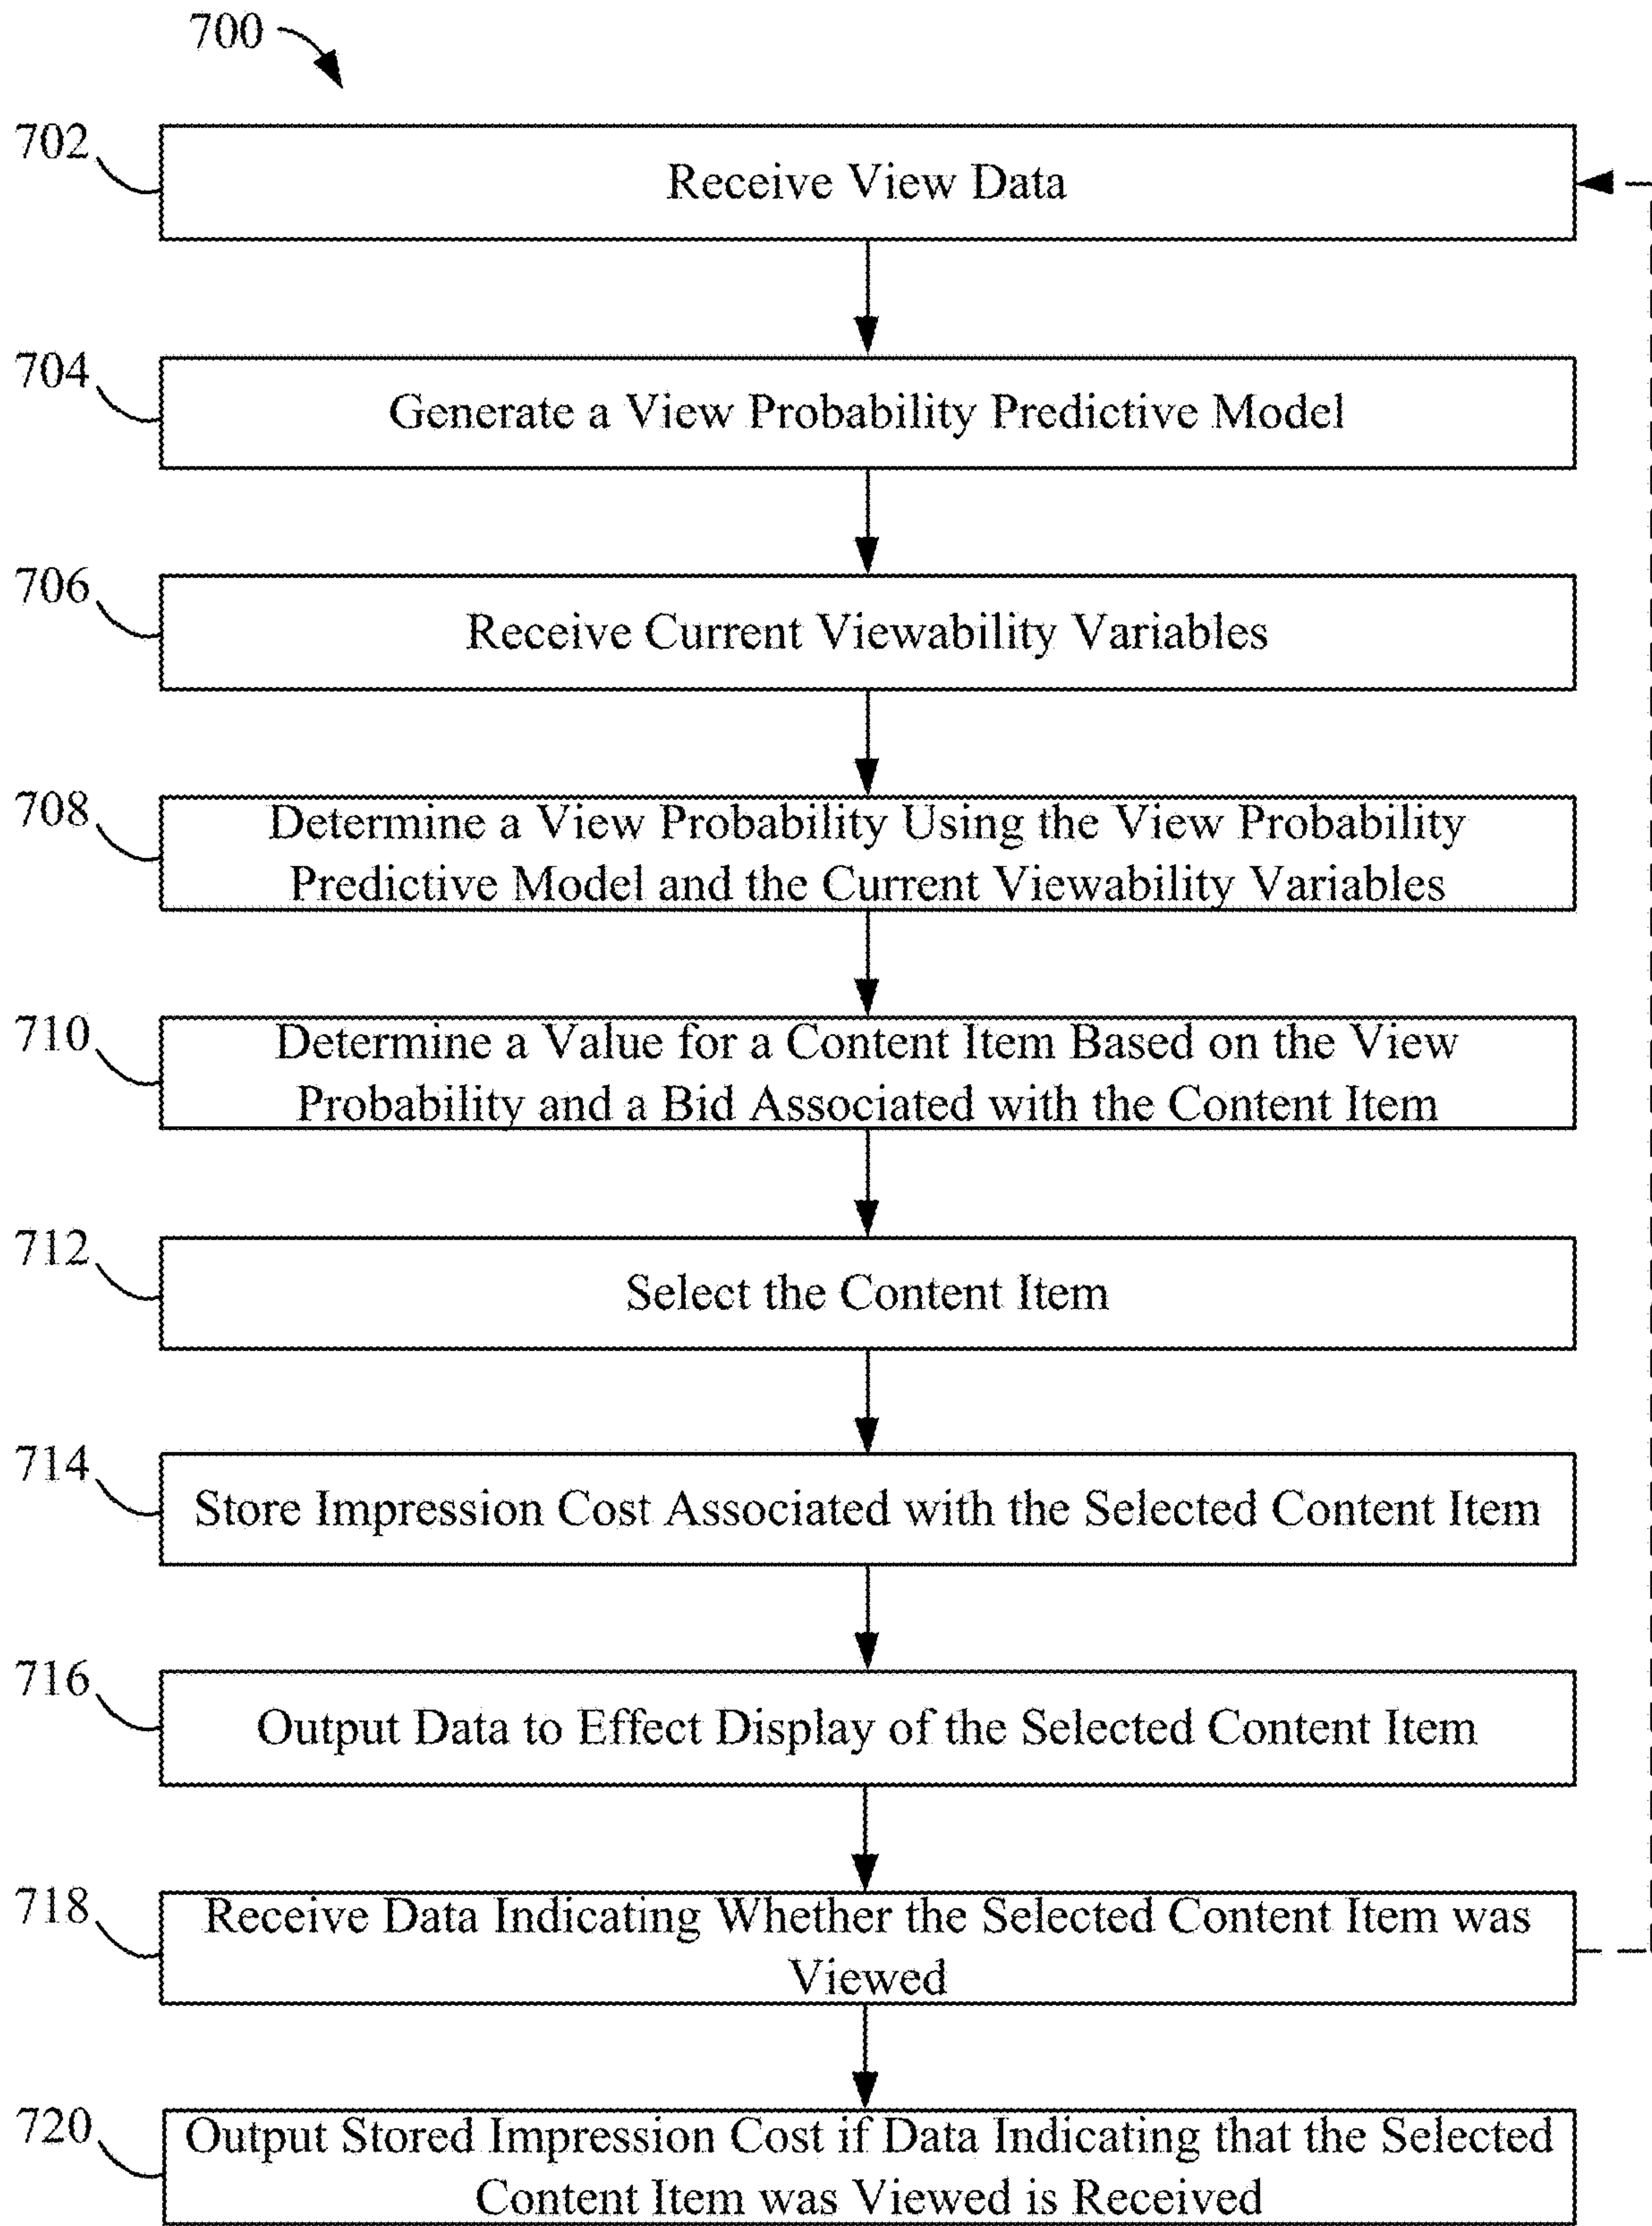 700
702
Receive View Data
704
Generate a View Probability Predictive Model
706
Receive Current Viewability Variables
708
Determine a View Probability Using the View Probability
Predictive Model and the Current Viewability Variables
710
Determine a Value for a Content Item Based on the View
Probability and a Bid Associated with the Content Item
712
Select the Content Item
714
Store Impression Cost Associated with the Selected Content Item
716
Output Data to Effect Display of the Selected Content Item
718
Receive Data Indicating Whether the Selected Content Item was
Viewed
720
Output Stored Impression Cost if Data Indicating that the Selected
Content Item was Viewed is Received